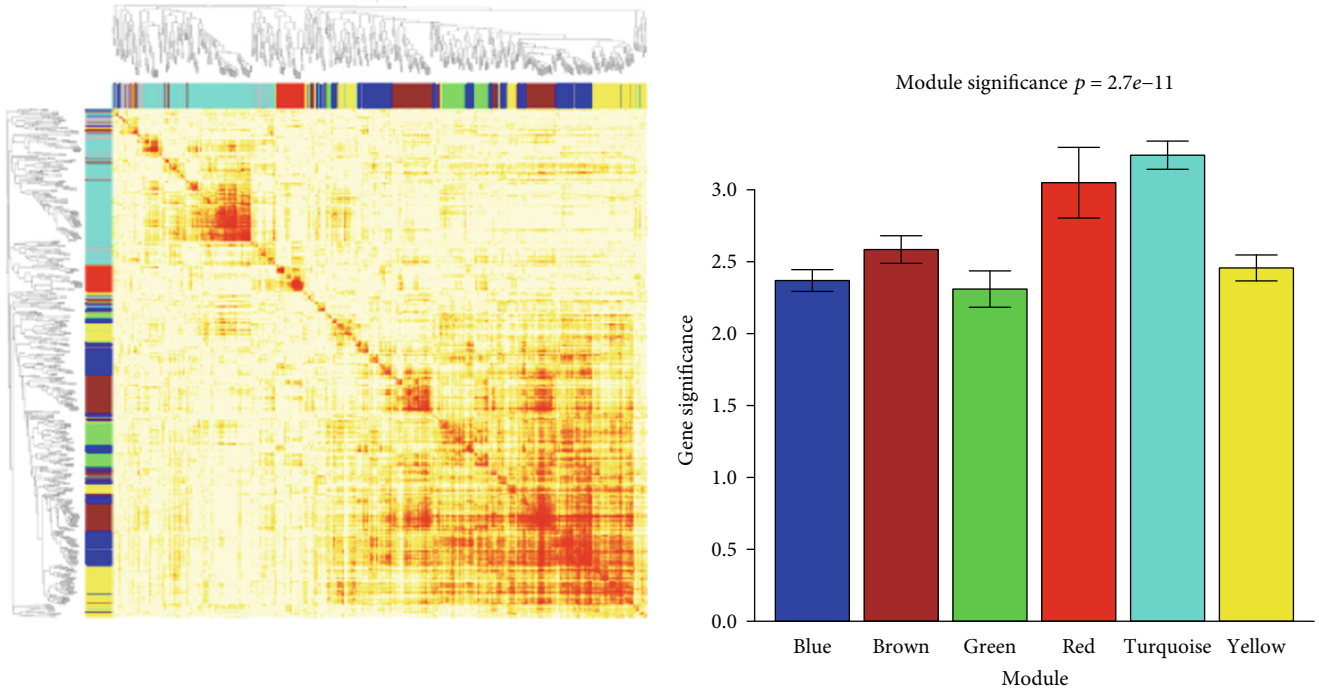 Module significance p = 2.7e−11
Gene significance
3.0
2.5
2.0
1.5
1.0
0.5
0.0
Blue Brown Green Red Turquoise Yellow
Module